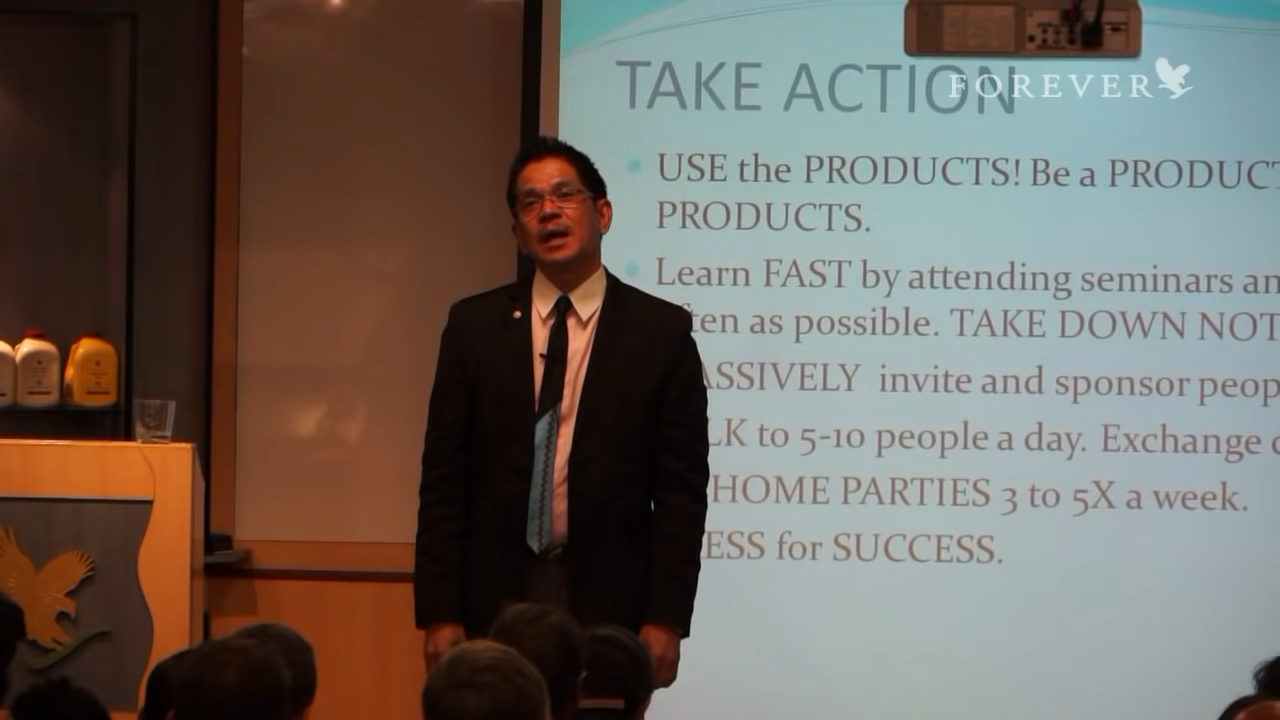 TAKE ACTION
FOREVER
USE the PRODUCTS! Be a PRODUCT
PRODUCTS.
Learn FAST by attending seminars an
ten as possible. TAKE DOWN NOT
ASSIVELY invite and sponsor peop
LK to 5-10 people a day. Exchange
HOME PARTIES 3 to 5X a week.
ESS for SUCCESS.